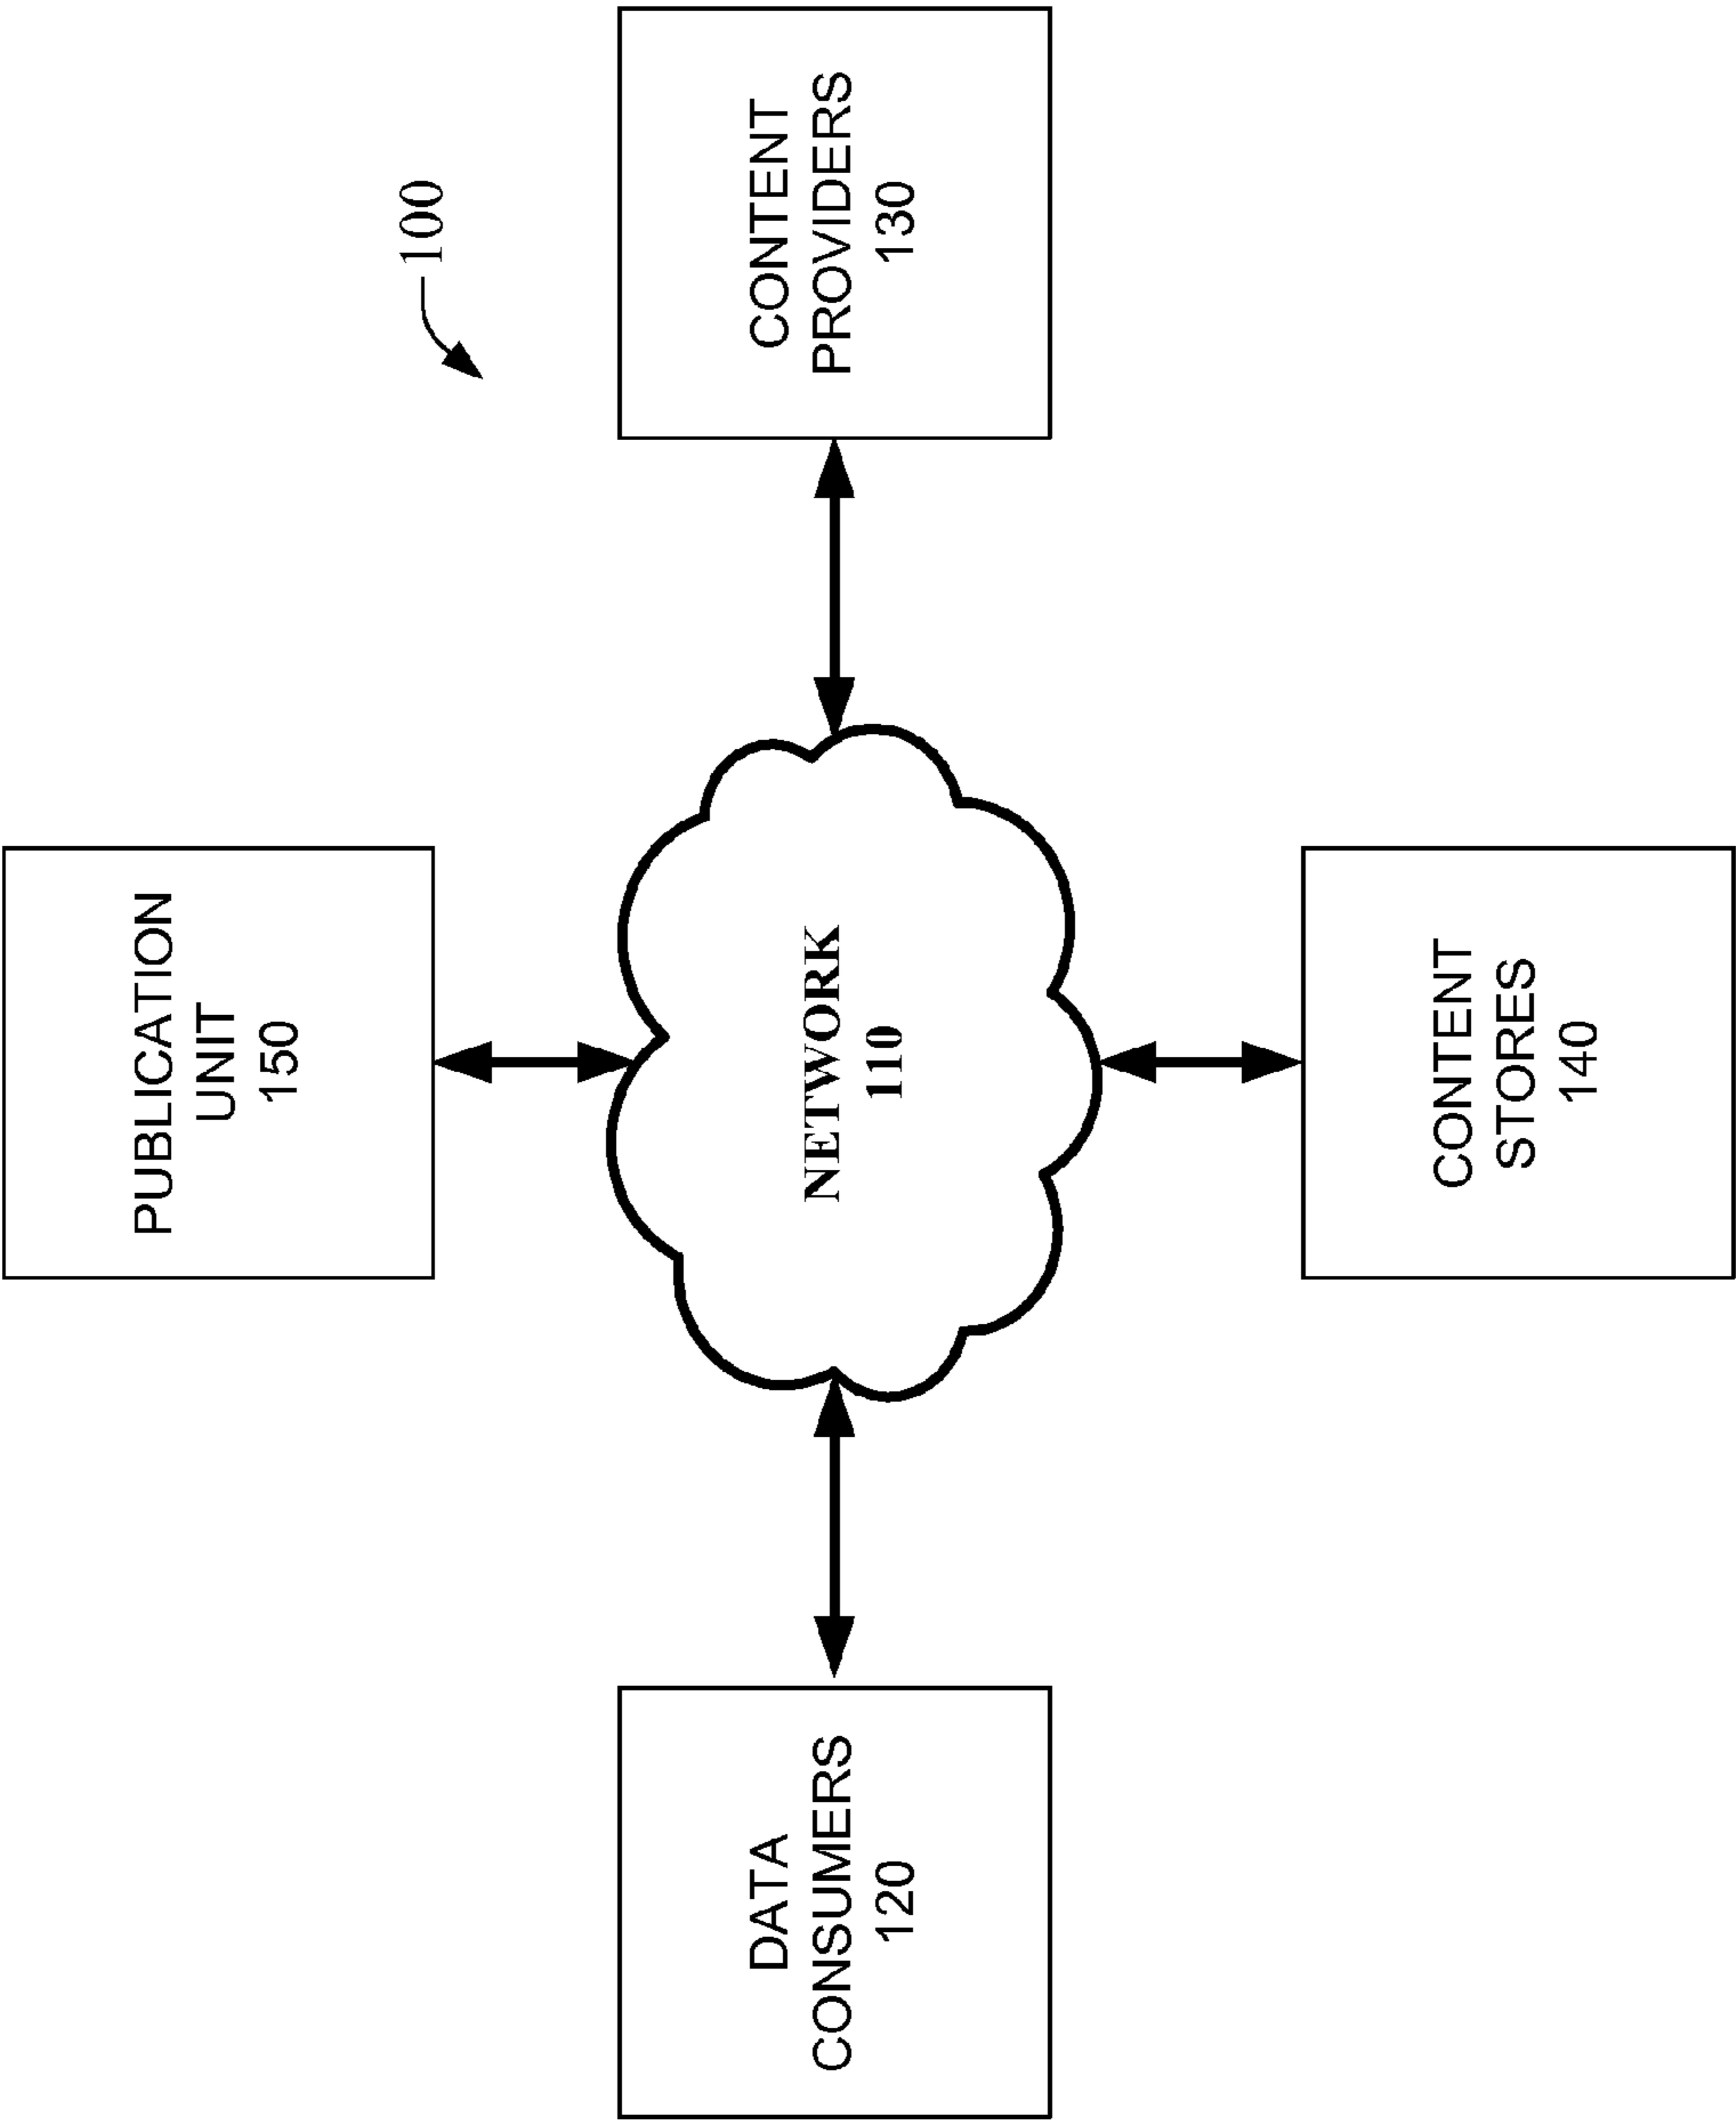 100
PUBLICATION
UNIT
150
DATA
CONSUMERS
120
NETWORK
110
CONTENT
PROVIDERS
130
CONTENT
STORES
140